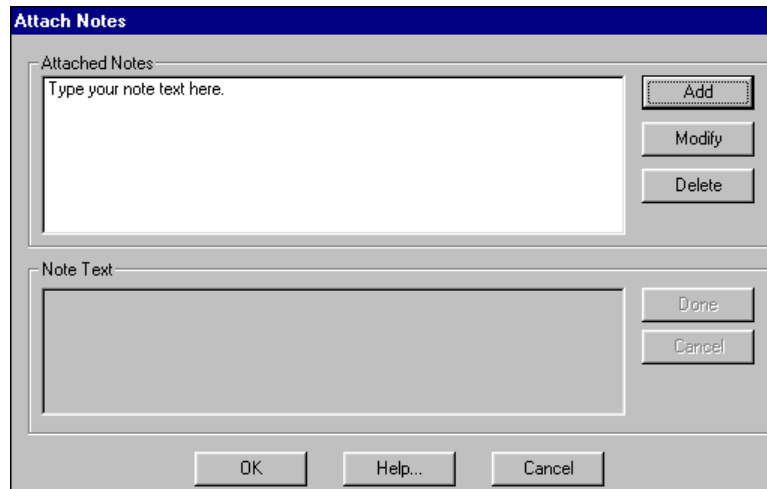 Attach Notes
Attached Notes
Type your note text here.
Add
Modify
Delete
Note Text
Done
Cancel
OK
Help...
Cancel